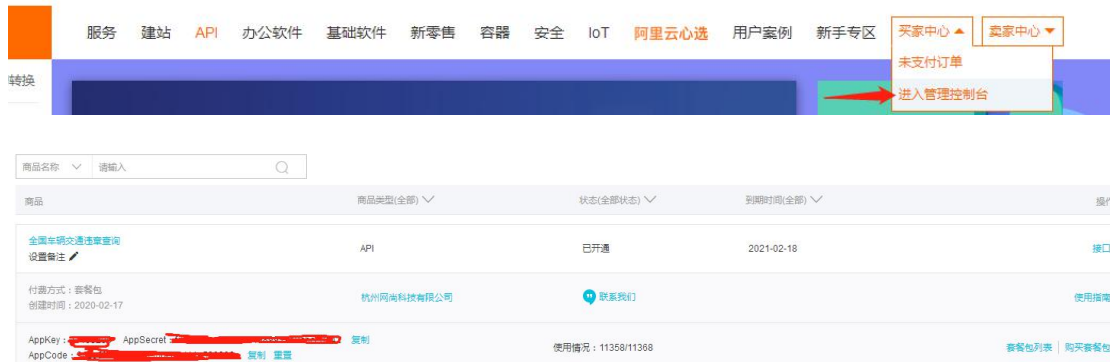 服务 建站 API 办公软件 基础软件 新零售 容器 安全 IoT 阿里云心选 用户案例 新手专区 买家中心 卖家中心
转换
未支付订单
进入管理控制台
商品名称 请输入
商品 商品类型(全部) 状态(全部状态) 到期时间(全部) 操作
全国车辆交通违章查询 API 已开通 2021-02-18 接口
设置备注
付费方式：套餐包
创建时间：2020-02-17
杭州网尚科技有限公司 联系我们 使用指南
AppKey： AppSecret 复制
AppCode： 复制 重置
使用情况：11358/11368 套餐包列表 购买套餐包